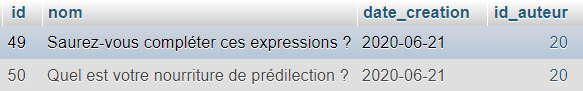 id nom date_creation id_auteur
49 Saurez-vous compléter ces expressions ? 2020-06-21 20
50 Quel est votre nourriture de prédilection ? 2020-06-21 20